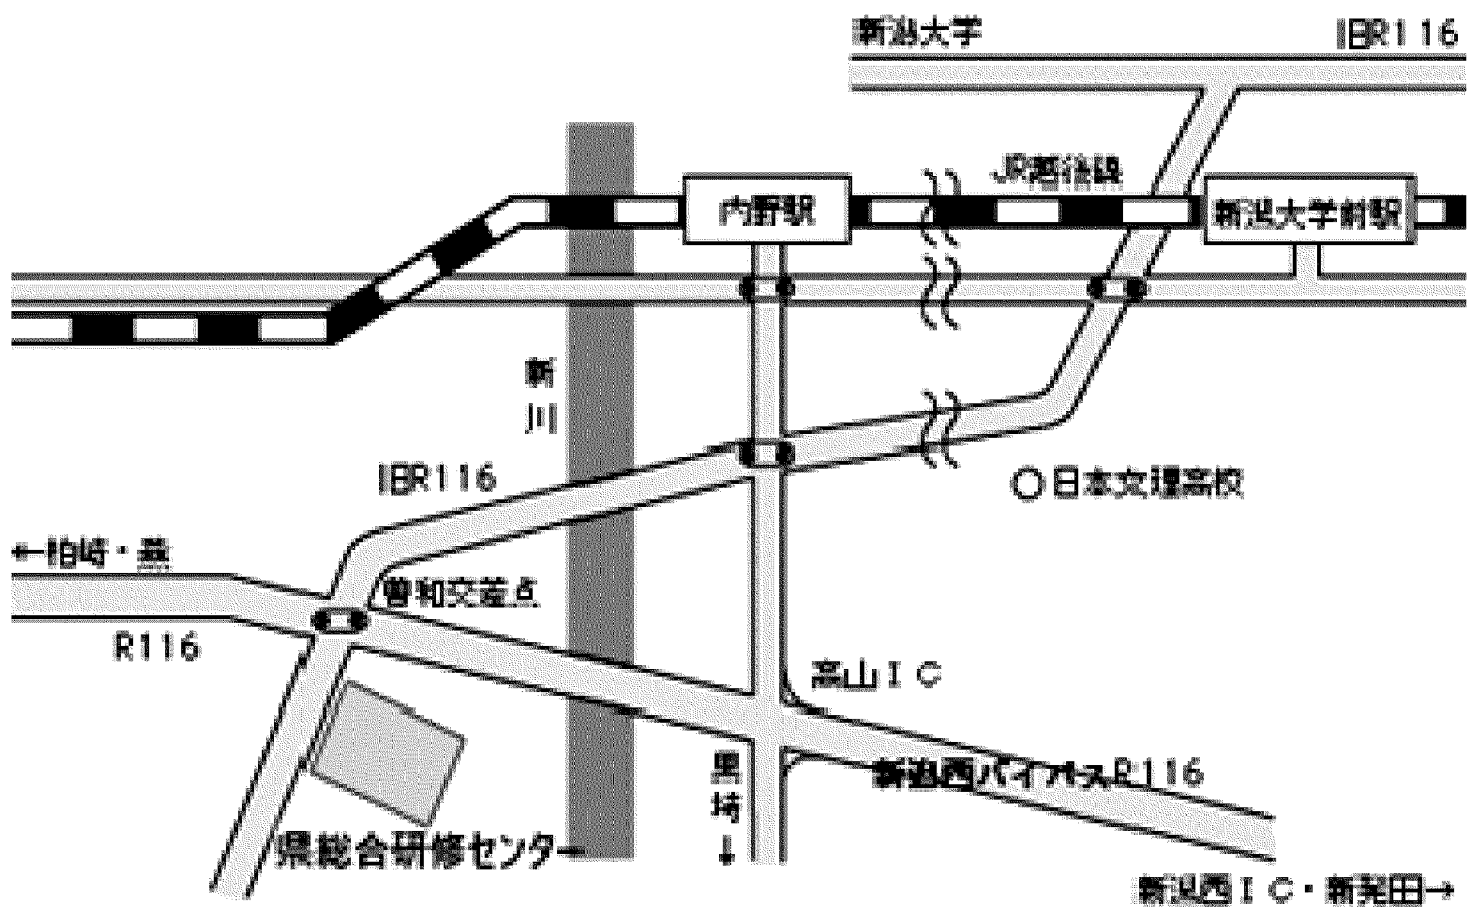 新潟大学
旧R116
JR越後線
内野駅
新潟大学前駅
新川
旧R116
○日本文理高校
←柏崎・巻
曽和交差点
R116
高山IC
黒埼↓
新潟西バイパスR116
県総合研修センター
新潟西IC・新発田→